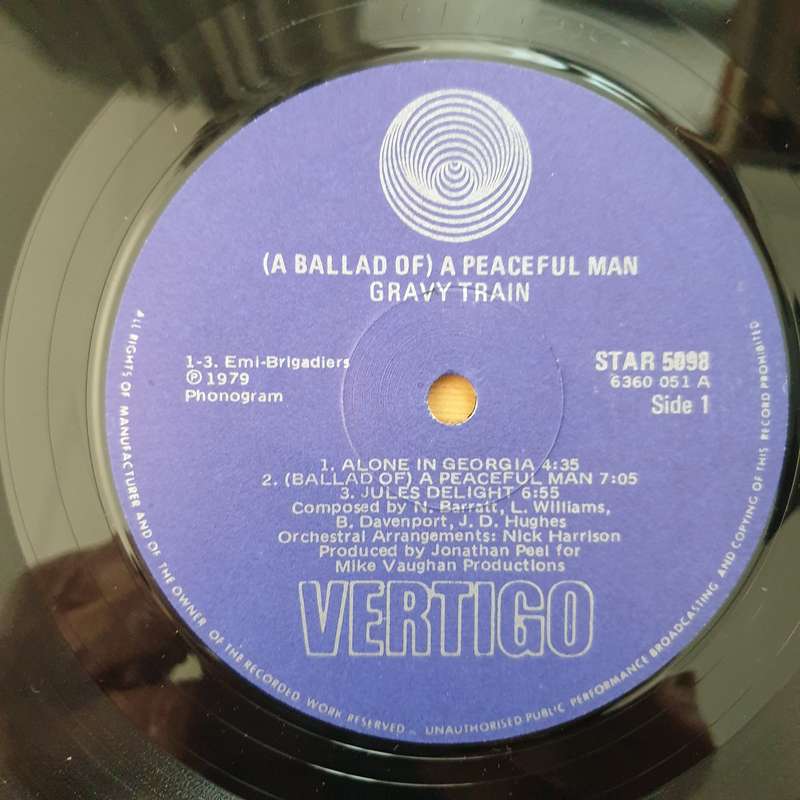 (A BALLAD OF) A PEACEFUL MAN
GRAVY TRAIN
1-3. Emi-Brigadiers
℗ 1979
Phonogram
STAR 5098
6360 051 A
Side 1
1. ALONE IN GEORGIA 4:35
2. (BALLAD OF) A PEACEFUL MAN 7:05
3. JULES DELIGHT 6:55
Composed by N. Barratt, L. Williams,
B. Davenport, J. D. Hughes
Orchestral Arrangements: Nick Harrison
Produced by Jonathan Peel for
Mike Vaughan Productions
VERTIGO
ALL RIGHTS OF MANUFACTURER AND OF THE OWNER OF THE RECORDED WORK RESERVED. UNAUTHORISED PUBLIC PERFORMANCE BROADCASTING AND COPYING OF THIS RECORD PROHIBITED